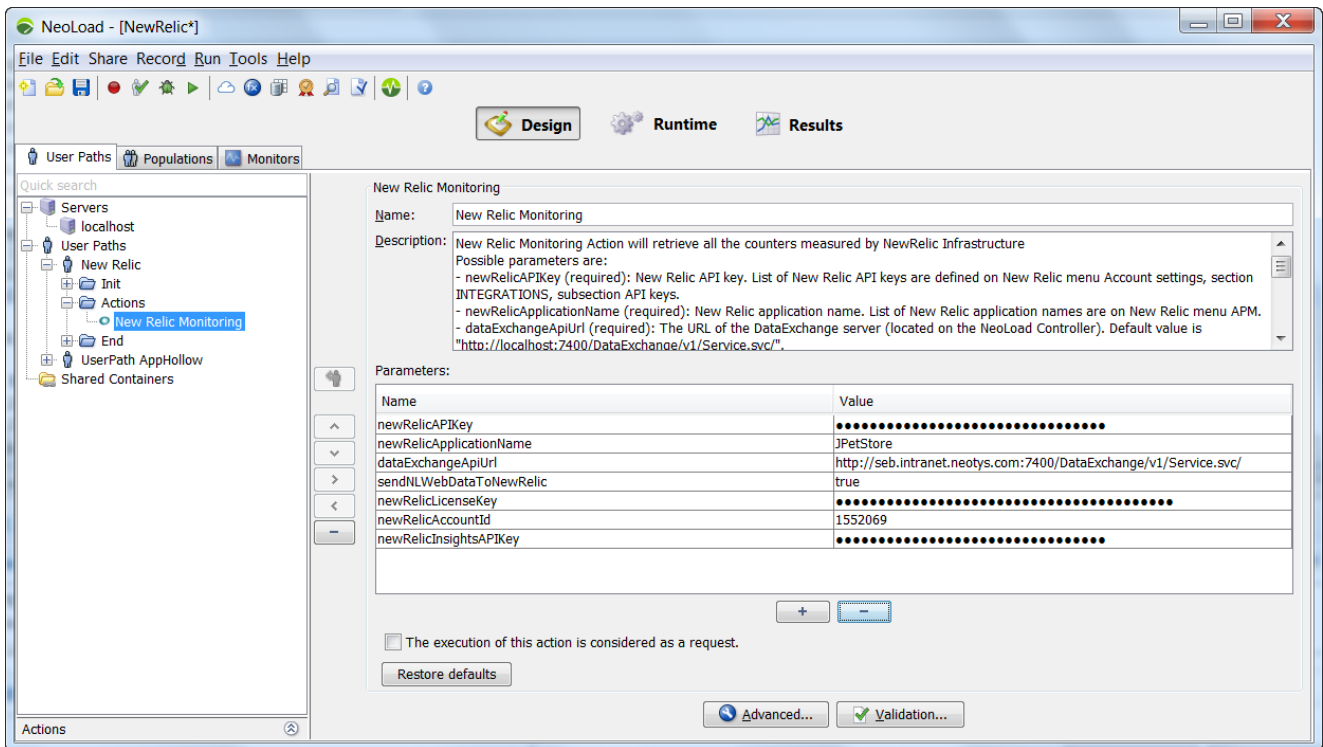 NeoLoad - [NewRelic*]
File Edit Share Record Run Tools Help
Design Runtime Results
User Paths Populations Monitors
Quick search
Servers
localhost
User Paths
New Relic
Init
Actions
New Relic Monitoring
End
UserPath AppHollow
Shared Containers
Actions
New Relic Monitoring
Name: New Relic Monitoring
Description: New Relic Monitoring Action will retrieve all the counters measured by NewRelic Infrastructure
Possible parameters are:
- newRelicAPIKey (required): New Relic API key. List of New Relic API keys are defined on New Relic menu Account settings, section
INTEGRATIONS, subsection API keys.
- newRelicApplicationName (required): New Relic application name. List of New Relic application names are on New Relic menu APM.
- dataExchangeApiUrl (required): The URL of the DataExchange server (located on the NeoLoad Controller). Default value is
"http://localhost:7400/DataExchange/v1/Service.svc/".
Parameters:
Name Value
newRelicAPIKey ●●●●●●●●●●●●●●●●●●●●●●●●●●●●●●●●
newRelicApplicationName JPetStore
dataExchangeApiUrl http://seb.intranet.neotys.com:7400/DataExchange/v1/Service.svc/
sendNLWebDataToNewRelic true
newRelicLicenseKey ●●●●●●●●●●●●●●●●●●●●●●●●●●●●●●●●●●●●●●●●
newRelicAccountId 1552069
newRelicInsightsAPIKey ●●●●●●●●●●●●●●●●●●●●●●●●●●●●●●●●
+ −
The execution of this action is considered as a request.
Restore defaults
Advanced... Validation...